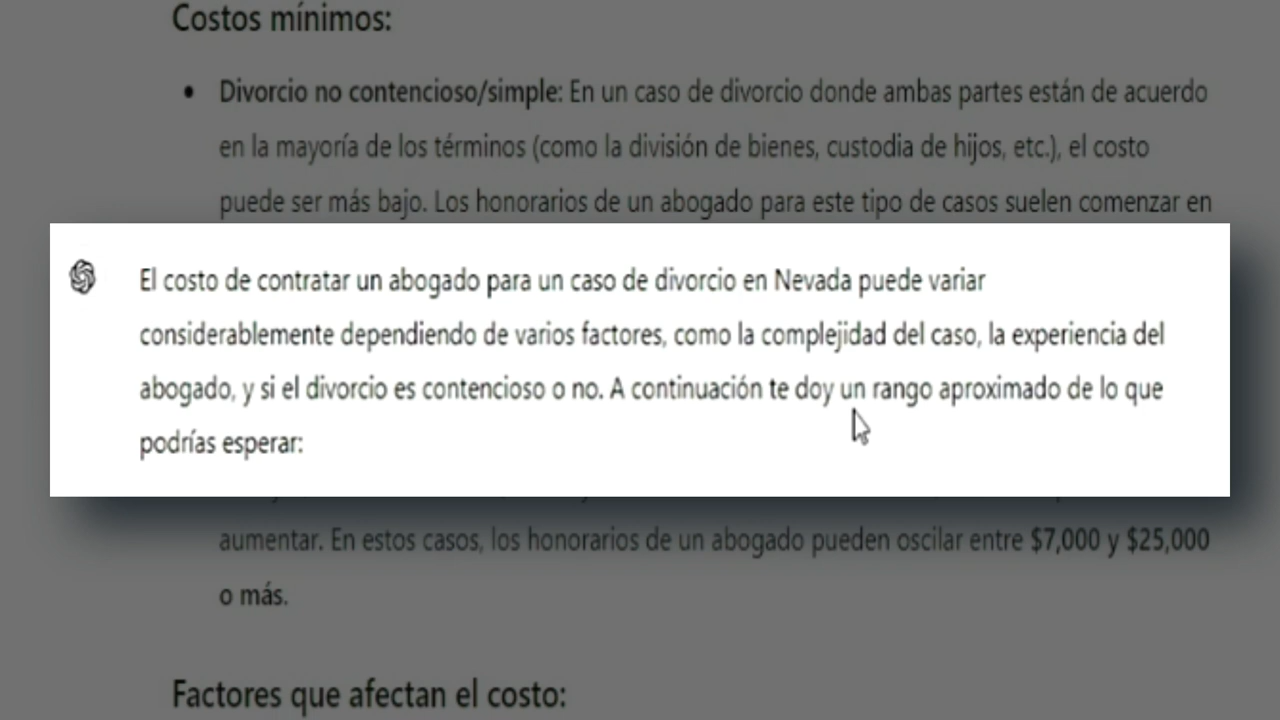 Costos mínimos:
• Divorcio no contencioso/simple: En un caso de divorcio donde ambas partes están de acuerdo
en la mayoría de los términos (como la división de bienes, custodia de hijos, etc.), el costo
puede ser más bajo. Los honorarios de un abogado para este tipo de casos suelen comenzar en
El costo de contratar un abogado para un caso de divorcio en Nevada puede variar
considerablemente dependiendo de varios factores, como la complejidad del caso, la experiencia del
abogado, y si el divorcio es contencioso o no. A continuación te doy un rango aproximado de lo que
podrías esperar:
aumentar. En estos casos, los honorarios de un abogado pueden oscilar entre $7,000 y $25,000
o más.
Factores que afectan el costo: